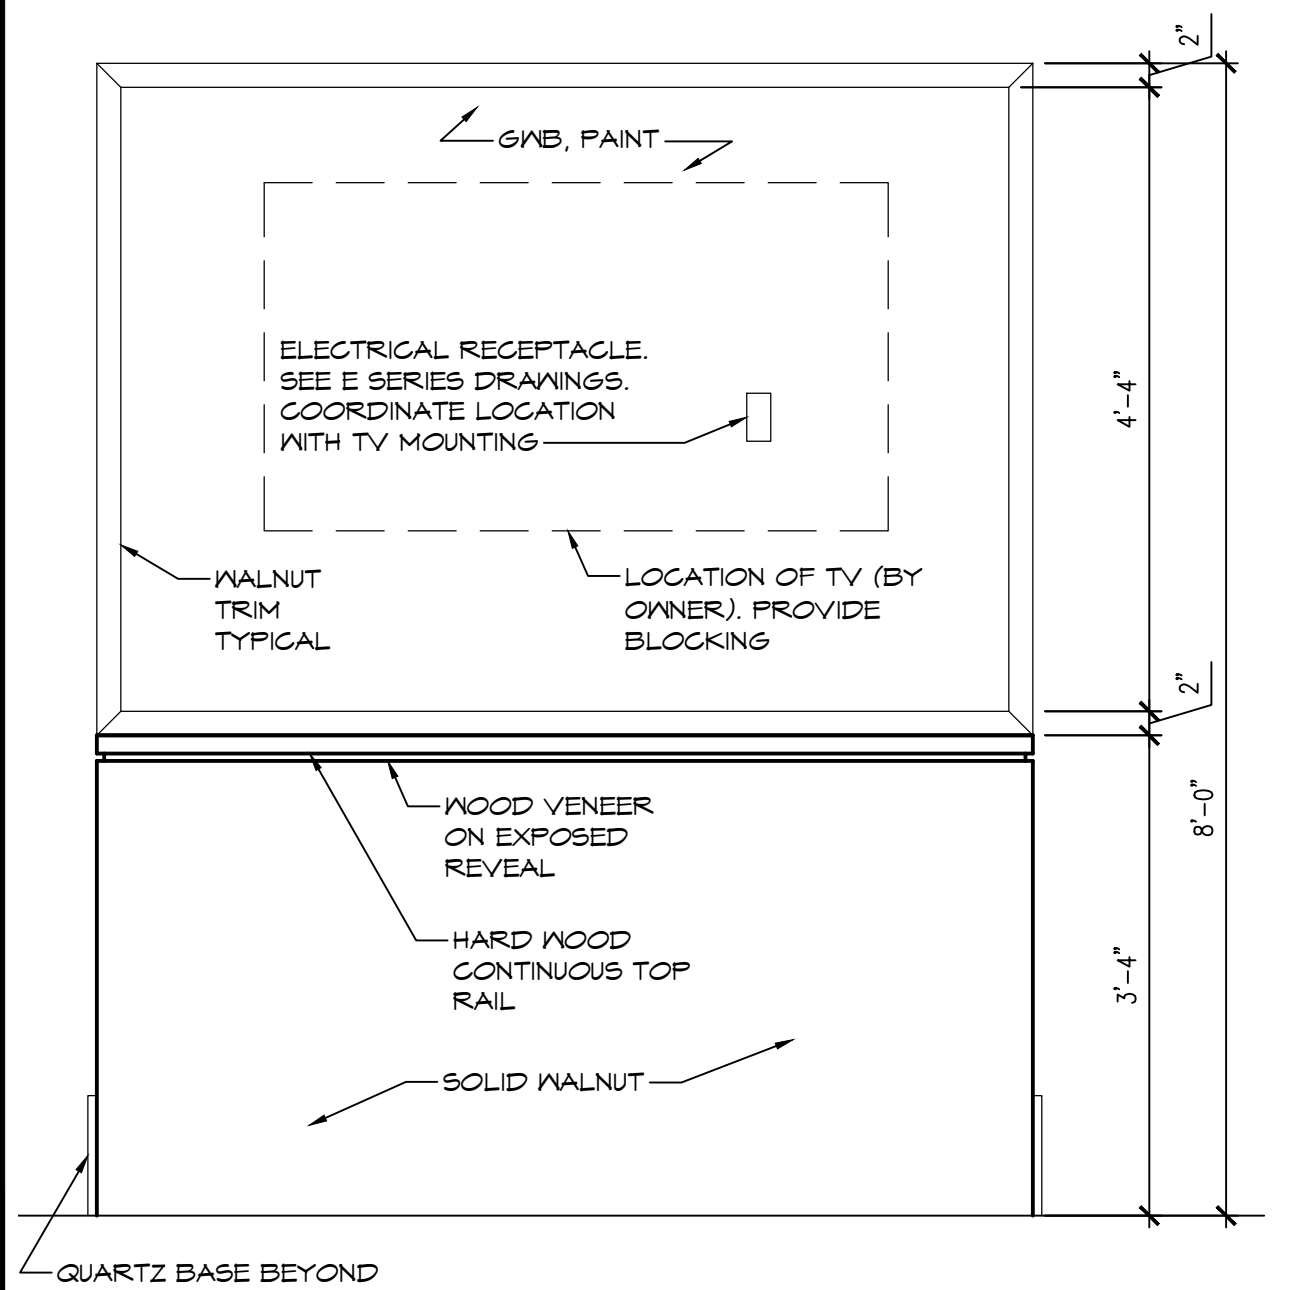 2"
GWB, PAINT
ELECTRICAL RECEPTACLE.
SEE E SERIES DRAWINGS.
COORDINATE LOCATION
WITH TV MOUNTING
4'-4"
WALNUT
TRIM
TYPICAL
LOCATION OF TV (BY
OWNER). PROVIDE
BLOCKING
2"
8'-0"
WOOD VENEER
ON EXPOSED
REVEAL
HARD WOOD
CONTINUOUS TOP
RAIL
3'-4"
SOLID WALNUT
QUARTZ BASE BEYOND